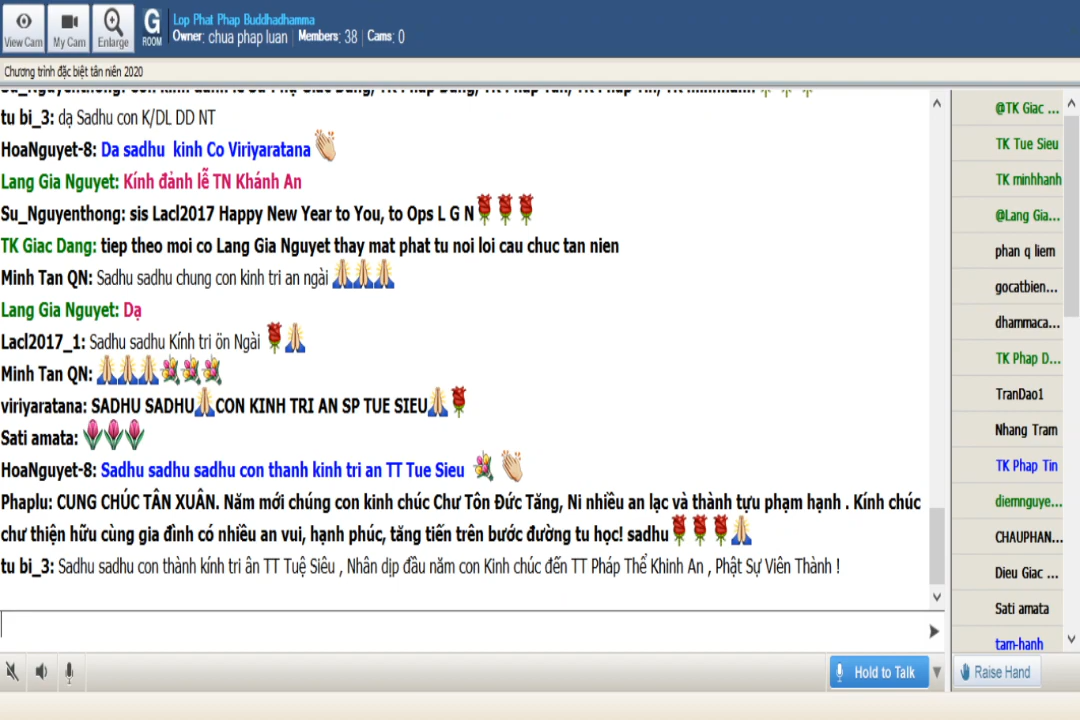 Lop Phat Phap Buddhadhamma
View Cam My Cam Enlarge G ROOM Owner: chua phap luan Members: 38 Cams: 0
Chương trình đặc biệt tân niên 2020
tu bi_3: dạ Sadhu con K/DL DD NT
HoaNguyet-8: Da sadhu kinh Co Viriyaratana
Lang Gia Nguyet: Kính đảnh lễ TN Khánh An
Su_Nguyenthong: sis Lacl2017 Happy New Year to You, to Ops L G N
TK Giac Dang: tiep theo moi co Lang Gia Nguyet thay mat phat tu noi loi cau chuc tan nien
Minh Tan QN: Sadhu sadhu chung con kinh tri an ngài
Lang Gia Nguyet: Dạ
Lacl2017_1: Sadhu sadhu Kính tri ön Ngài
Minh Tan QN:
viriyaratana: SADHU SADHU CON KINH TRI AN SP TUE SIEU
Sati amata:
HoaNguyet-8: Sadhu sadhu sadhu con thanh kinh tri an TT Tue Sieu
Phaplu: CUNG CHÚC TÂN XUÂN. Năm mới chúng con kinh chúc Chư Tôn Đức Tăng, Ni nhiều an lạc và thành tựu phạm hạnh . Kính chúc
chư thiện hữu cùng gia đình có nhiều an vui, hạnh phúc, tăng tiến trên bước đường tu học! sadhu
tu bi_3: Sadhu sadhu con thành kính tri ân TT Tuệ Siêu , Nhân dịp đầu năm con Kinh chúc đến TT Pháp Thể Khinh An , Phật Sự Viên Thành !
@TK Giac ...
TK Tue Sieu
TK minhhanh
@Lang Gia...
phan q liem
gocatbien...
dhammaca...
TK Phap D...
TranDao1
Nhang Tram
TK Phap Tin
diemnguye...
CHAUPHAN...
Dieu Giac ...
Sati amata
tam-hanh
Hold to Talk
Raise Hand